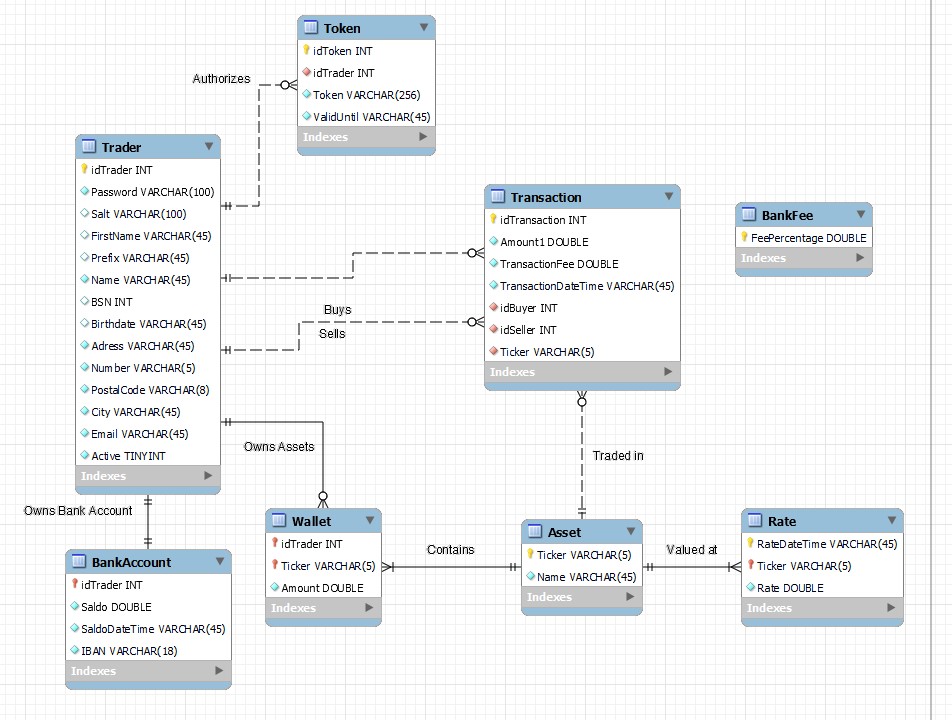 Token
idToken INT
idTrader INT
Token VARCHAR(256)
ValidUntil VARCHAR(45)
Indexes
Authorizes
Trader
idTrader INT
Password VARCHAR(100)
Salt VARCHAR(100)
FirstName VARCHAR(45)
Prefix VARCHAR(45)
Name VARCHAR(45)
BSN INT
Birthdate VARCHAR(45)
Adress VARCHAR(45)
Number VARCHAR(5)
PostalCode VARCHAR(8)
City VARCHAR(45)
Email VARCHAR(45)
Active TINYINT
Indexes
Transaction
idTransaction INT
Amount1 DOUBLE
TransactionFee DOUBLE
TransactionDateTime VARCHAR(45)
idBuyer INT
idSeller INT
Ticker VARCHAR(5)
Indexes
BankFee
FeePercentage DOUBLE
Indexes
Buys
Sells
Owns Assets
Traded in
Owns Bank Account
BankAccount
idTrader INT
Saldo DOUBLE
SaldoDateTime VARCHAR(45)
IBAN VARCHAR(18)
Indexes
Wallet
idTrader INT
Ticker VARCHAR(5)
Amount DOUBLE
Indexes
Contains
Asset
Ticker VARCHAR(5)
Name VARCHAR(45)
Indexes
Valued at
Rate
RateDateTime VARCHAR(45)
Ticker VARCHAR(5)
Rate DOUBLE
Indexes